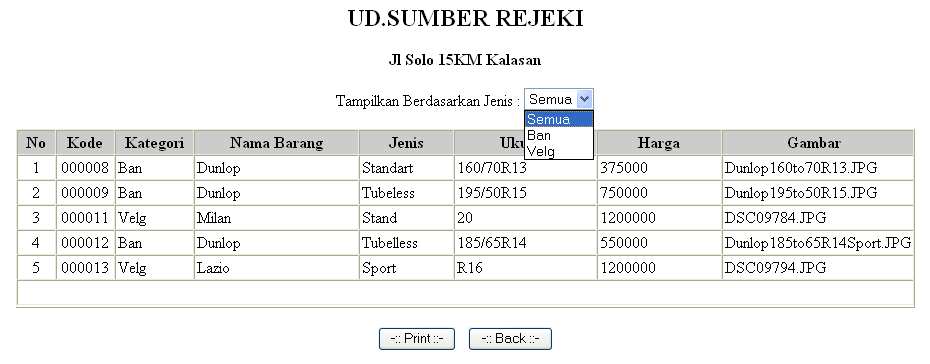 UD.SUMBER REJEKI
Jl Solo 15KM Kalasan
Tampilkan Berdasarkan Jenis : Semua
Semua
Ban
Velg
No Kode Kategori Nama Barang Jenis Harga Gambar
1 000008 Ban Dunlop Standart 160/70R13 375000 Dunlop160to70R13.JPG
2 000009 Ban Dunlop Tubeless 195/50R15 750000 Dunlop195to50R15.JPG
3 000011 Velg Milan Stand 20 1200000 DSC09784.JPG
4 000012 Ban Dunlop Tubelless 185/65R14 550000 Dunlop185to65R14Sport.JPG
5 000013 Velg Lazio Sport R16 1200000 DSC09794.JPG
-:: Print ::- -:: Back ::-